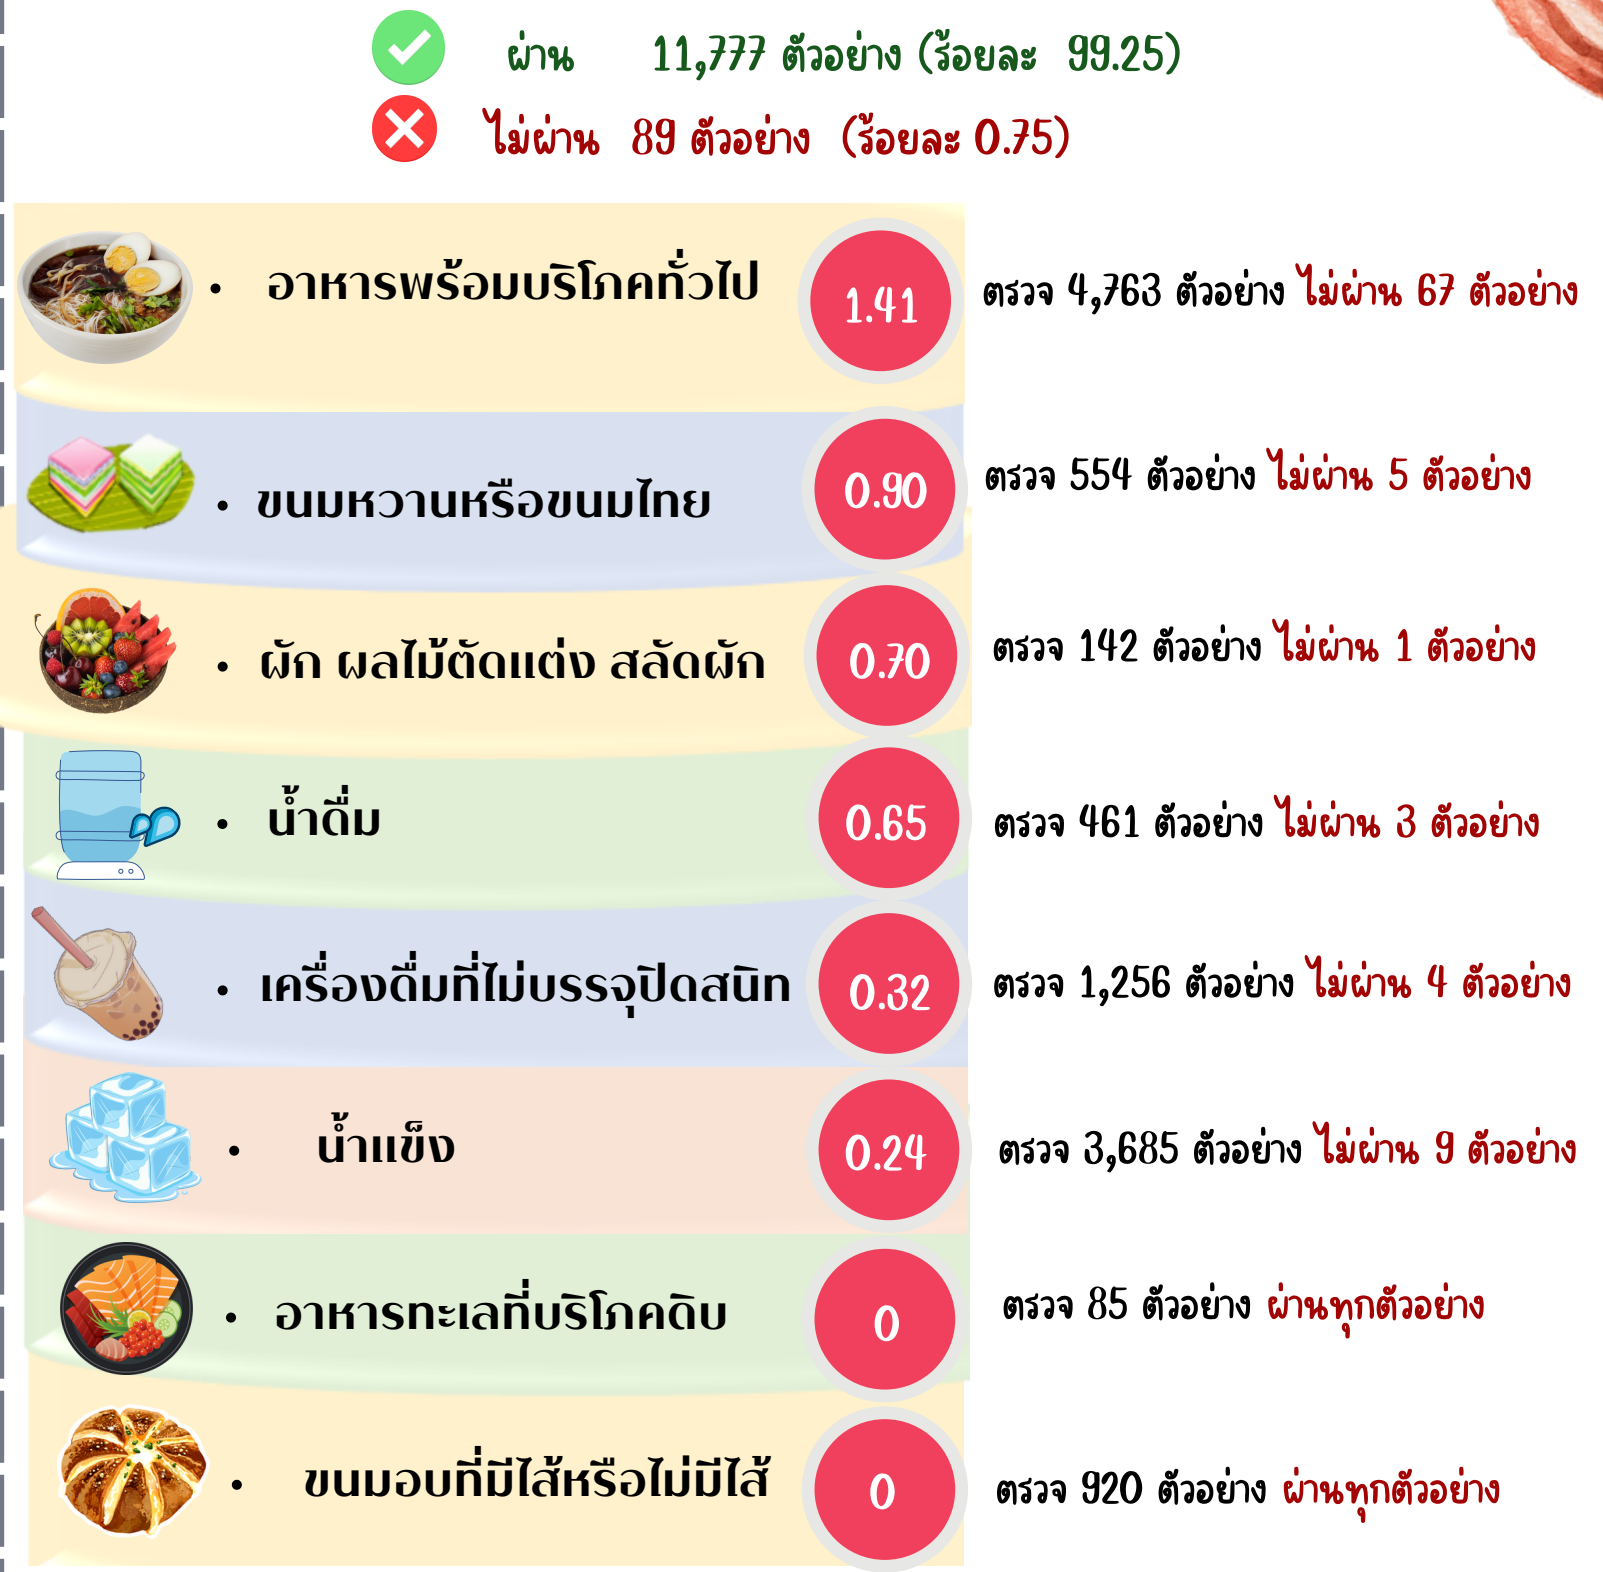 ผ่าน 11,777 ตัวอย่าง (ร้อยละ 99.25)
ไม่ผ่าน 89 ตัวอย่าง (ร้อยละ 0.75)
• อาหารพร้อมบริโภคทั่วไป 1.41 ตรวจ 4,763 ตัวอย่าง ไม่ผ่าน 67 ตัวอย่าง
• ขนมหวานหรือขนมไทย 0.90 ตรวจ 554 ตัวอย่าง ไม่ผ่าน 5 ตัวอย่าง
• ผัก ผลไม้ตัดแต่ง สลัดผัก 0.70 ตรวจ 142 ตัวอย่าง ไม่ผ่าน 1 ตัวอย่าง
• น้ำดื่ม 0.65 ตรวจ 461 ตัวอย่าง ไม่ผ่าน 3 ตัวอย่าง
• เครื่องดื่มที่ไม่บรรจุปิดสนิท 0.32 ตรวจ 1,256 ตัวอย่าง ไม่ผ่าน 4 ตัวอย่าง
• น้ำแข็ง 0.24 ตรวจ 3,685 ตัวอย่าง ไม่ผ่าน 9 ตัวอย่าง
• อาหารทะเลที่บริโภคดิบ 0 ตรวจ 85 ตัวอย่าง ผ่านทุกตัวอย่าง
• ขนมอบที่มีไส้หรือไม่มีไส้ 0 ตรวจ 920 ตัวอย่าง ผ่านทุกตัวอย่าง